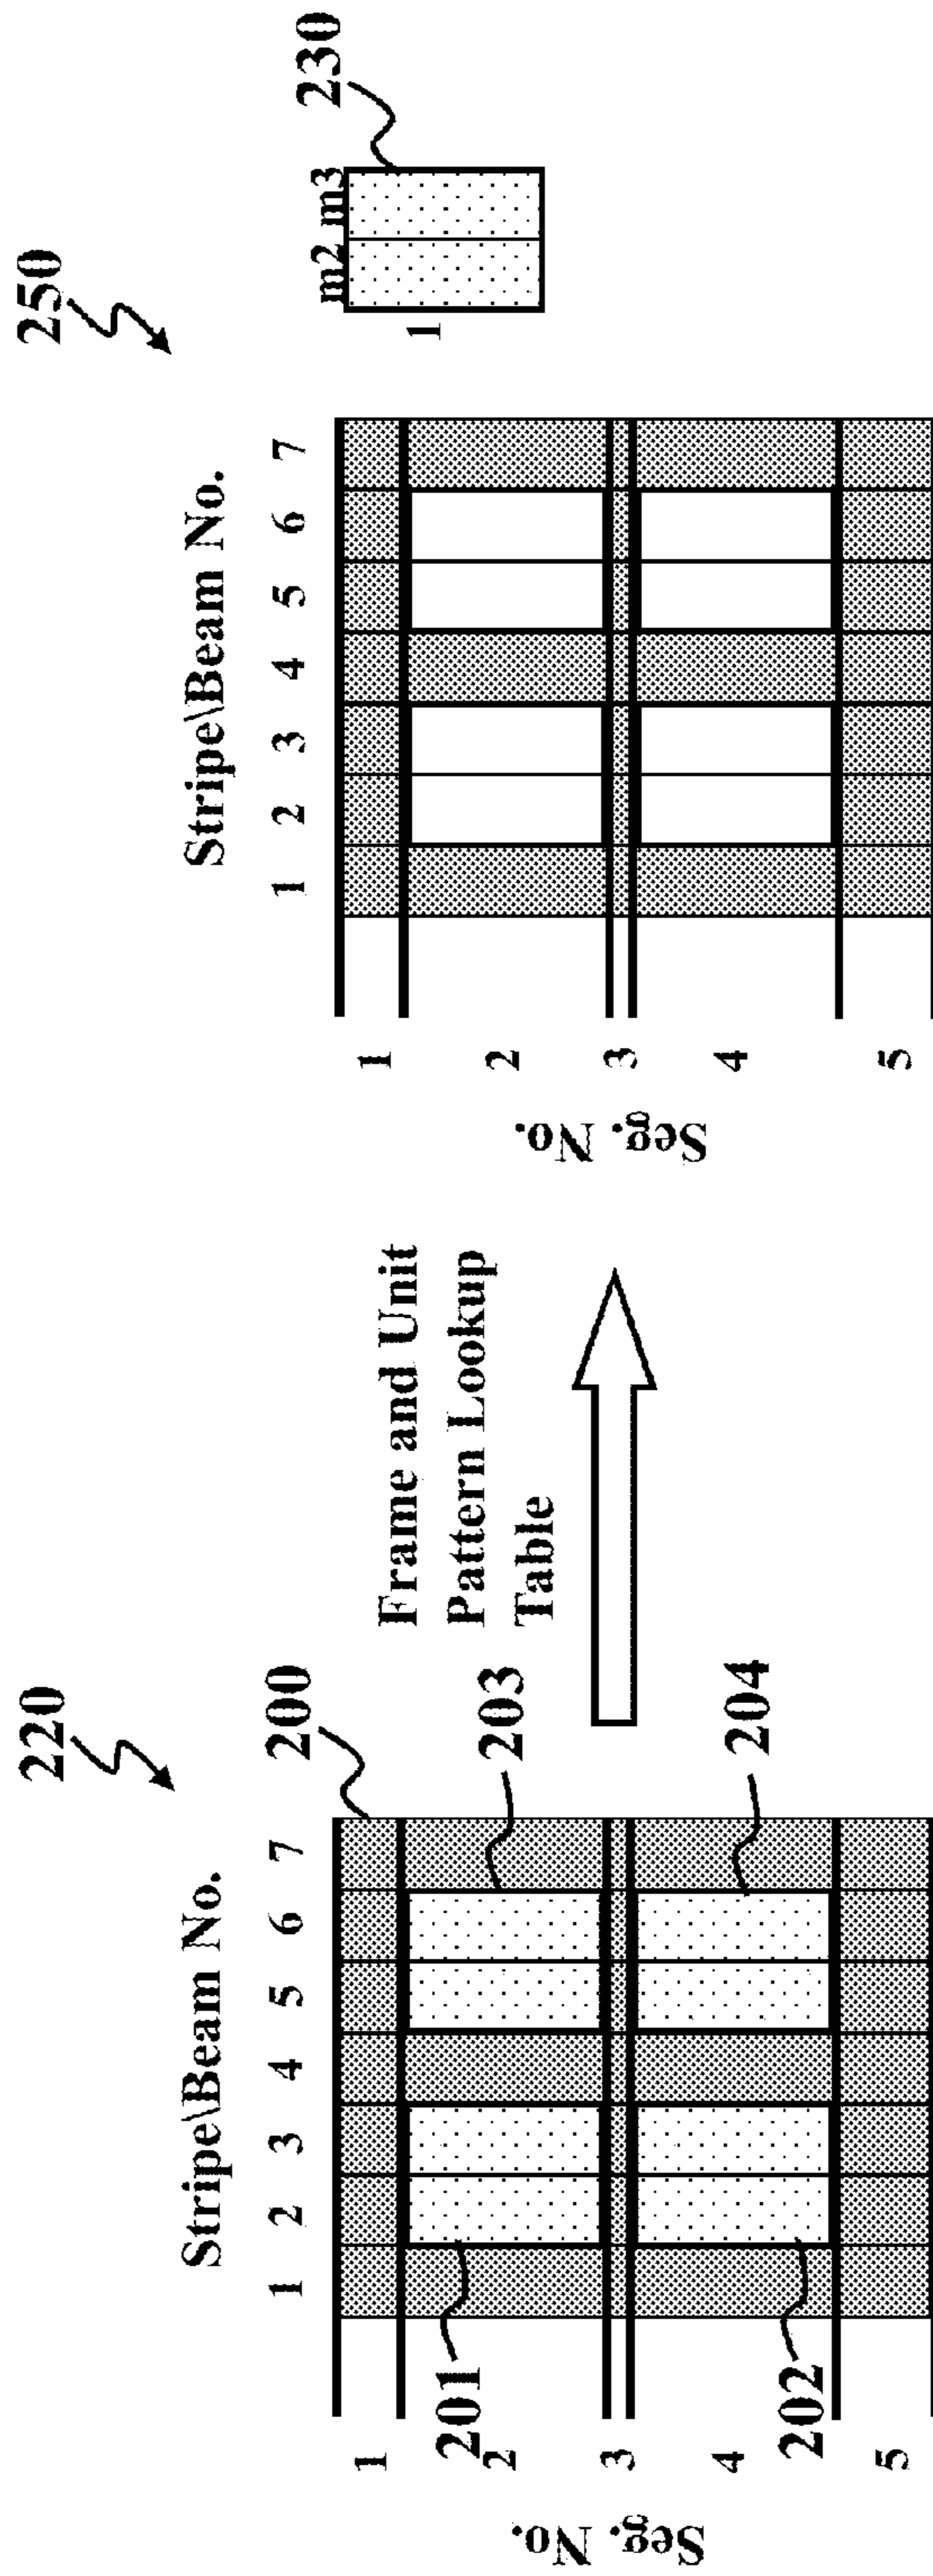 220
Stripe\Beam No.
1 2 3 4 5 6 7
200
Seg. No.
1
2
3
4
5
201
202
203
204
Frame and Unit
Pattern Lookup
Table
250
Stripe\Beam No.
1 2 3 4 5 6 7
Seg. No.
1
2
3
4
5
m2 m3
1
230